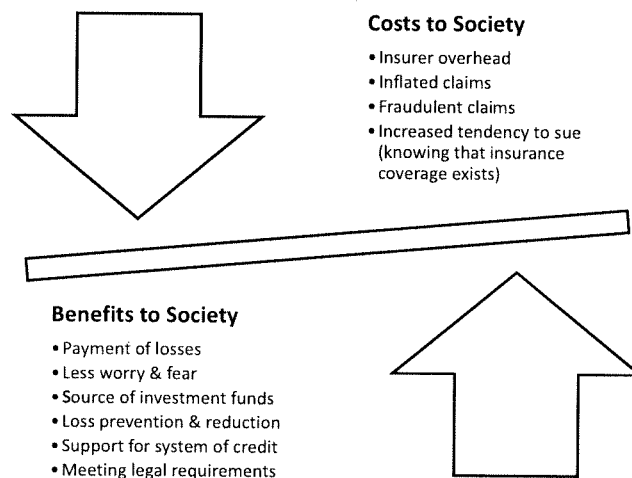 Costs to Society
• Insurer overhead
• Inflated claims
• Fraudulent claims
• Increased tendency to sue
(knowing that insurance
coverage exists)
Benefits to Society
• Payment of losses
• Less worry & fear
• Source of investment funds
• Loss prevention & reduction
• Support for system of credit
• Meeting legal requirements